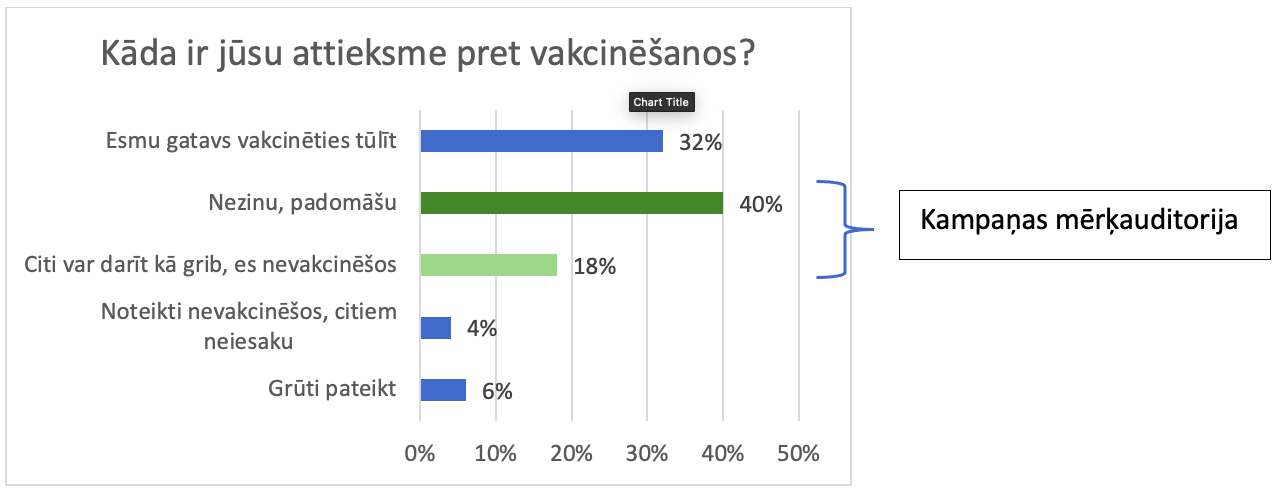 Kāda ir jūsu attieksme pret vakcinēšanos?
Chart Title
Esmu gatavs vakcinēties tūlīt
32%
Nezinu, padomāšu
40%
Citi var darīt kā grib, es nevakcinēšos
18%
Noteikti nevakcinēšos, citiem
neiesaku
4%
Grūti pateikt
6%
0% 10% 20% 30% 40% 50%
Kampaņas mērķauditorija